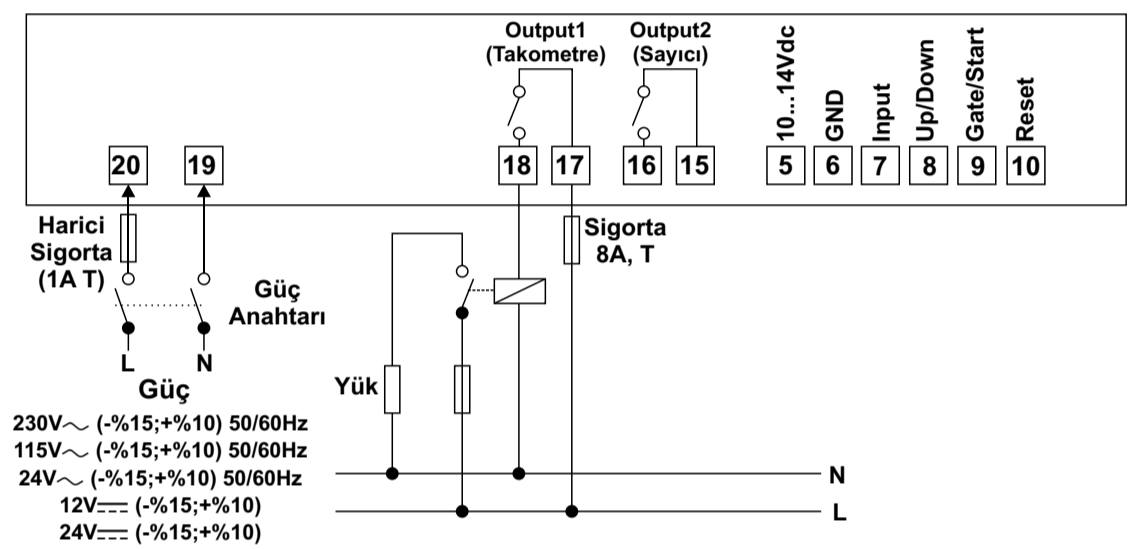 Output1
(Takometre)
Output2
(Sayıcı)
10...14Vdc
GND
Input
Up/Down
Gate/Start
Reset
20
19
18
17
16
15
5
6
7
8
9
10
Harici
Sigorta
(1A T)
Güç
Anahtarı
Sigorta
8A, T
L
N
Güç
Yük
230V～ (-%15;+%10) 50/60Hz
115V～ (-%15;+%10) 50/60Hz
24V～ (-%15;+%10) 50/60Hz
12V⎓ (-%15;+%10)
24V⎓ (-%15;+%10)
N
L